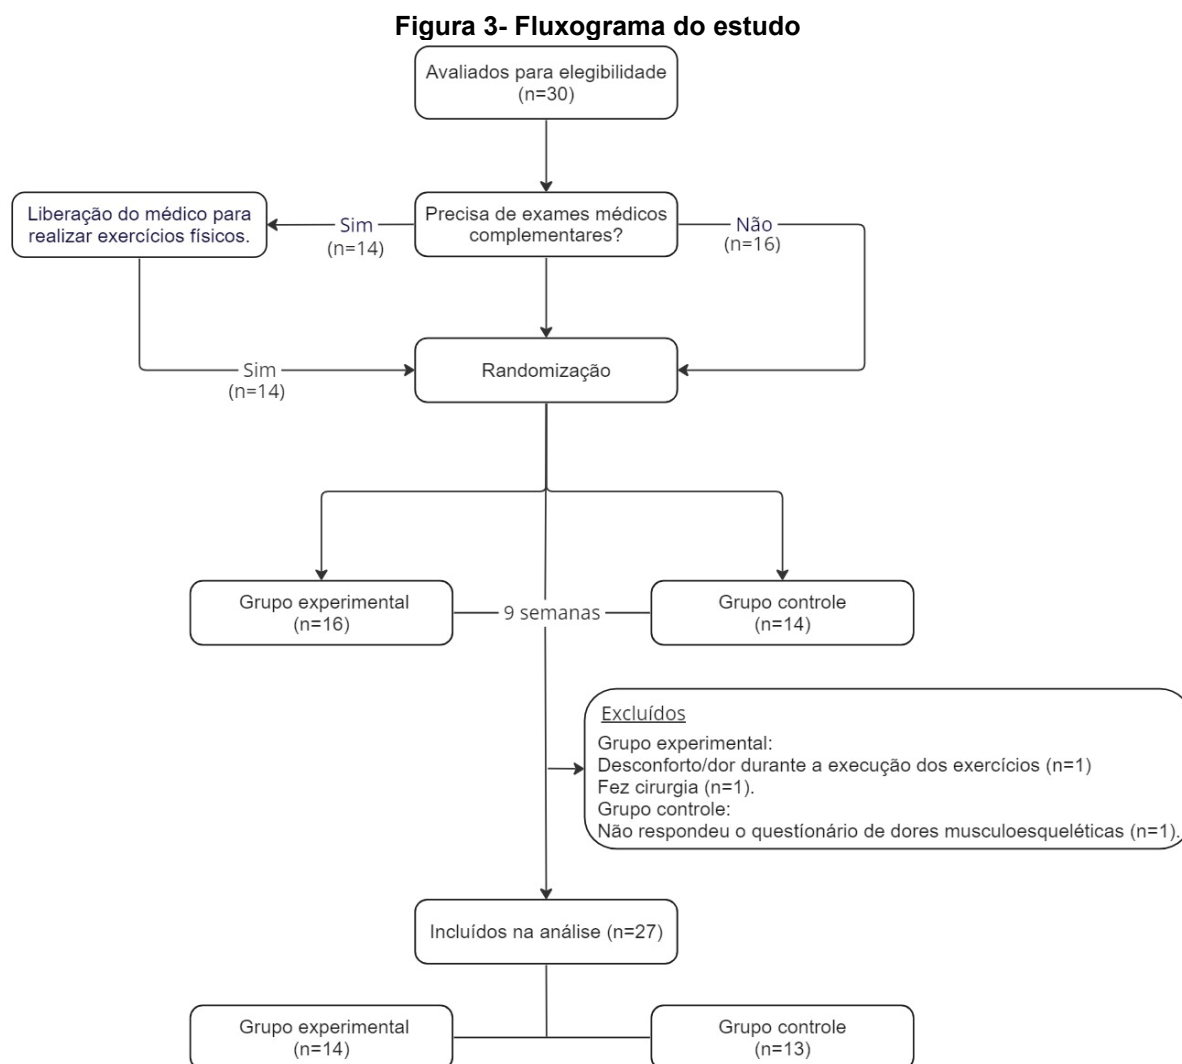 Figura 3- Fluxograma do estudo
Avaliados para elegibilidade
(n=30)
Liberação do médico para
realizar exercícios físicos.
Sim
(n=14)
Precisa de exames médicos
complementares?
Não
(n=16)
Sim
(n=14)
Randomização
Grupo experimental
(n=16)
9 semanas
Grupo controle
(n=14)
Excluídos
Grupo experimental:
Desconforto/dor durante a execução dos exercícios (n=1)
Fez cirurgia (n=1).
Grupo controle:
Não respondeu o questionário de dores musculoesqueléticas (n=1).
Incluídos na análise (n=27)
Grupo experimental
(n=14)
Grupo controle
(n=13)